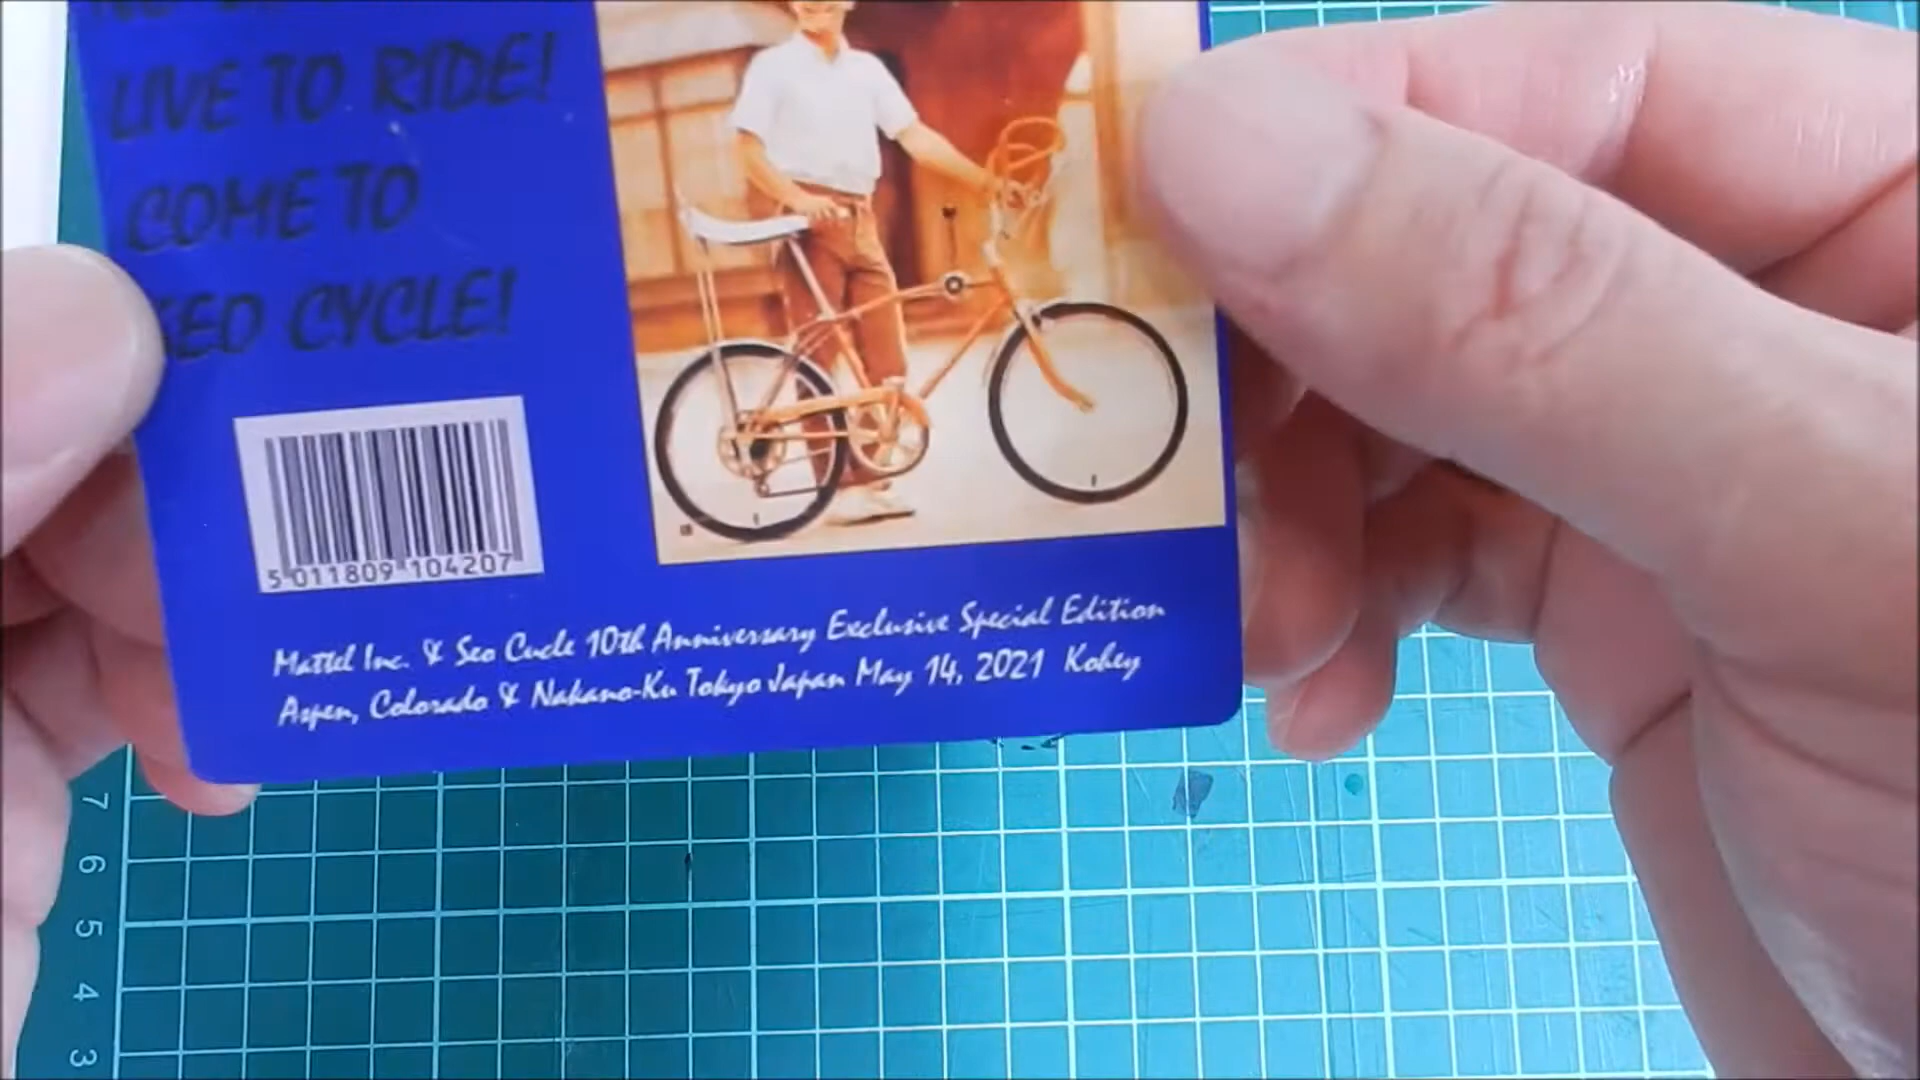 LIVE TO RIDE!
COME TO
SEO CYCLE!
5 011809 104207
Mattel Inc. & Seo Cycle 10th Anniversary Exclusive Special Edition
Aspen, Colorado & Nakano-Ku Tokyo Japan May 14, 2021 Kohey
7
6
5
4
3